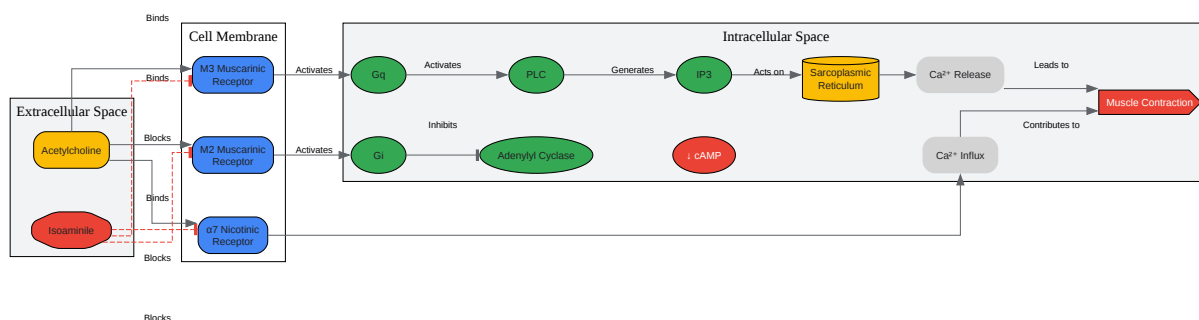 Binds
Cell Membrane
Intracellular Space
M3 Muscarinic
Receptor
Binds
Activates
Gq
Activates
PLC
Generates
IP3
Acts on
Sarcoplasmic
Reticulum
Ca²⁺ Release
Leads to
Muscle Contraction
Extracellular Space
Acetylcholine
Blocks
M2 Muscarinic
Receptor
Activates
Gi
Inhibits
Adenylyl Cyclase
↓ cAMP
Ca²⁺ Influx
Contributes to
Binds
Isoaminile
α7 Nicotinic
Receptor
Blocks
Blocks